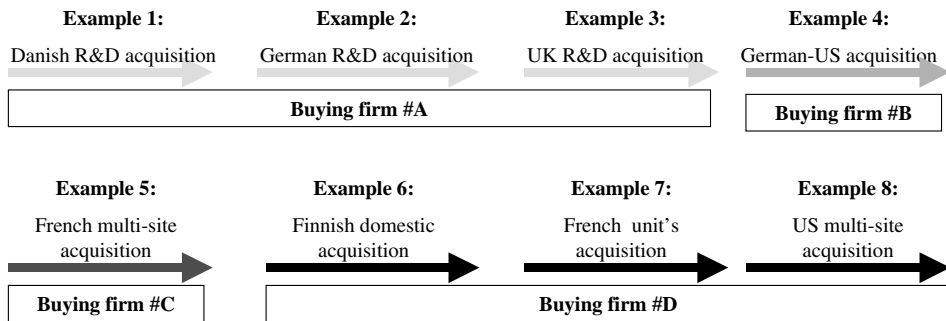 Example 1:
Example 2:
Example 3:
Example 4:
Danish R&D acquisition
German R&D acquisition
UK R&D acquisition
German-US acquisition
Buying firm #A
Buying firm #B
Example 5:
Example 6:
Example 7:
Example 8:
French multi-site
acquisition
Finnish domestic
acquisition
French unit's
acquisition
US multi-site
acquisition
Buying firm #C
Buying firm #D